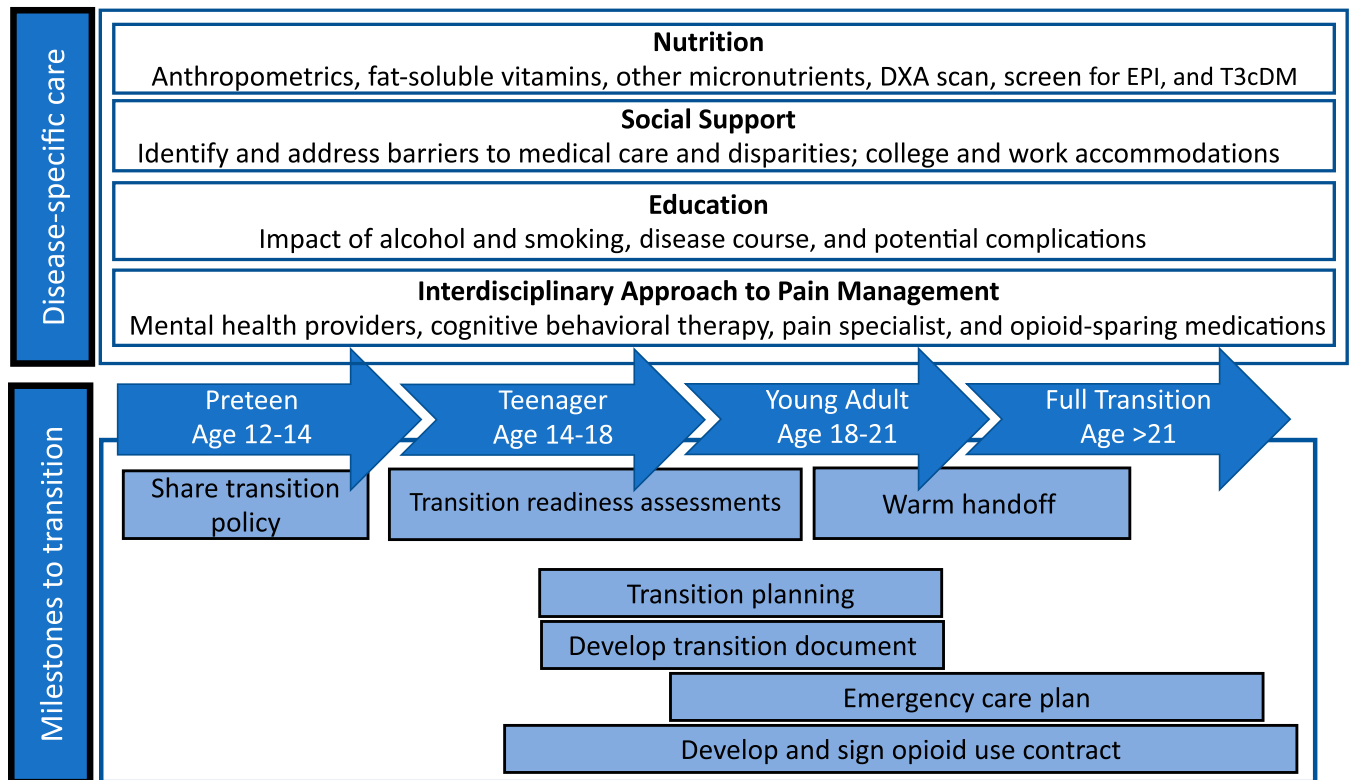 Disease-specific care
Nutrition
Anthropometrics, fat-soluble vitamins, other micronutrients, DXA scan, screen for EPI, and T3cDM
Social Support
Identify and address barriers to medical care and disparities; college and work accommodations
Education
Impact of alcohol and smoking, disease course, and potential complications
Interdisciplinary Approach to Pain Management
Mental health providers, cognitive behavioral therapy, pain specialist, and opioid-sparing medications
Milestones to transition
Preteen
Age 12-14
Teenager
Age 14-18
Young Adult
Age 18-21
Full Transition
Age >21
Share transition
policy
Transition readiness assessments
Warm handoff
Transition planning
Develop transition document
Emergency care plan
Develop and sign opioid use contract